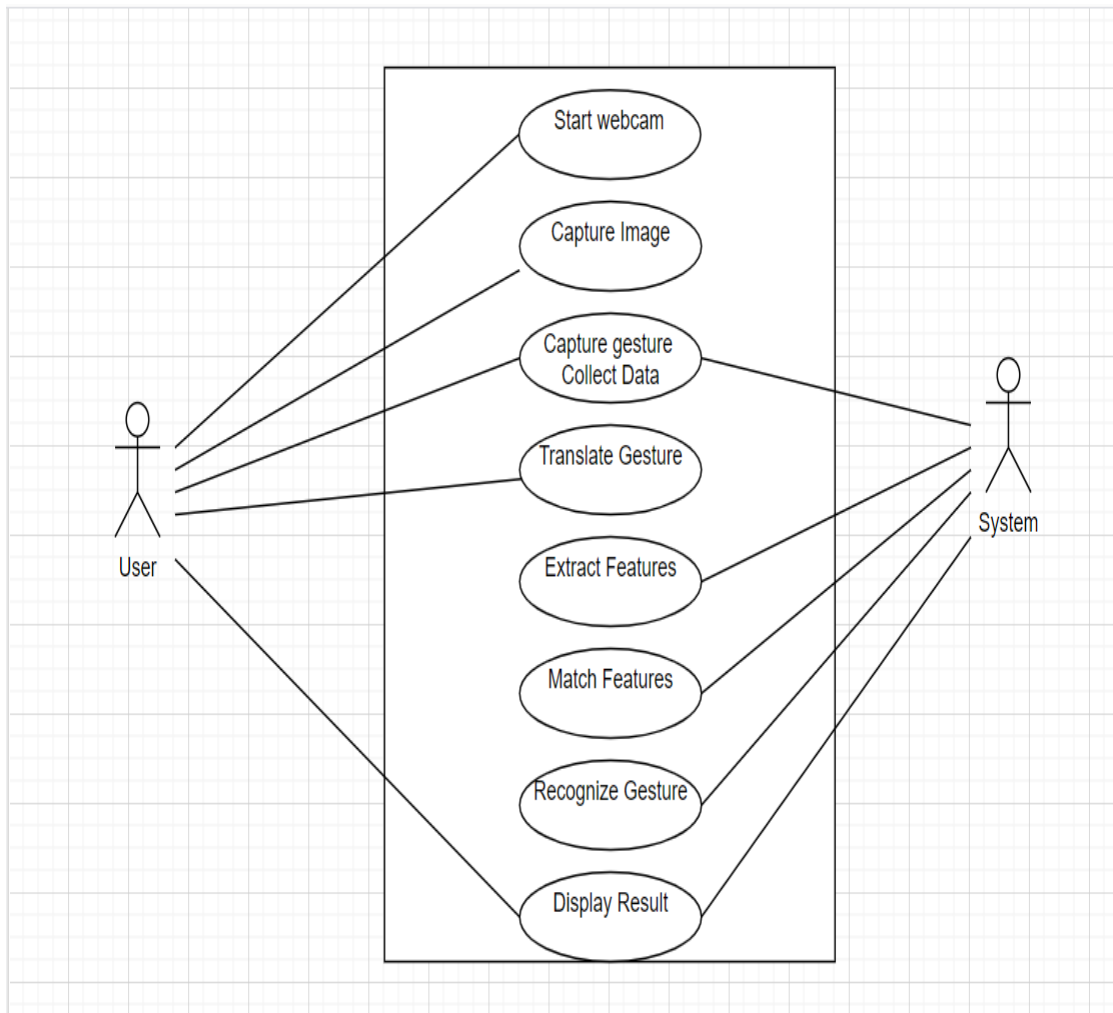 Start webcam
Capture Image
Capture gesture
Collect Data
Translate Gesture
User
System
Extract Features
Match Features
Recognize Gesture
Display Result